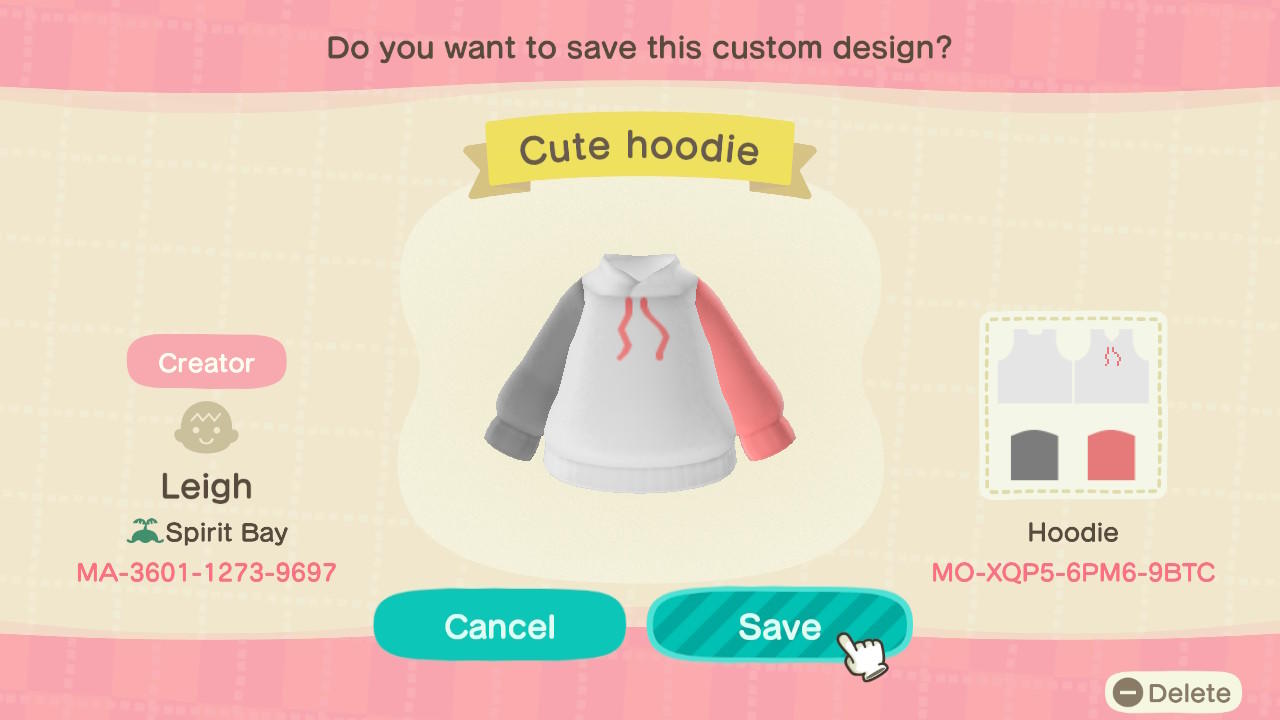 Do you want to save this custom design?
Cute hoodie
Creator
Leigh
Spirit Bay
MA-3601-1273-9697
Hoodie
MO-XQP5-6PM6-9BTC
Cancel
Save
Delete